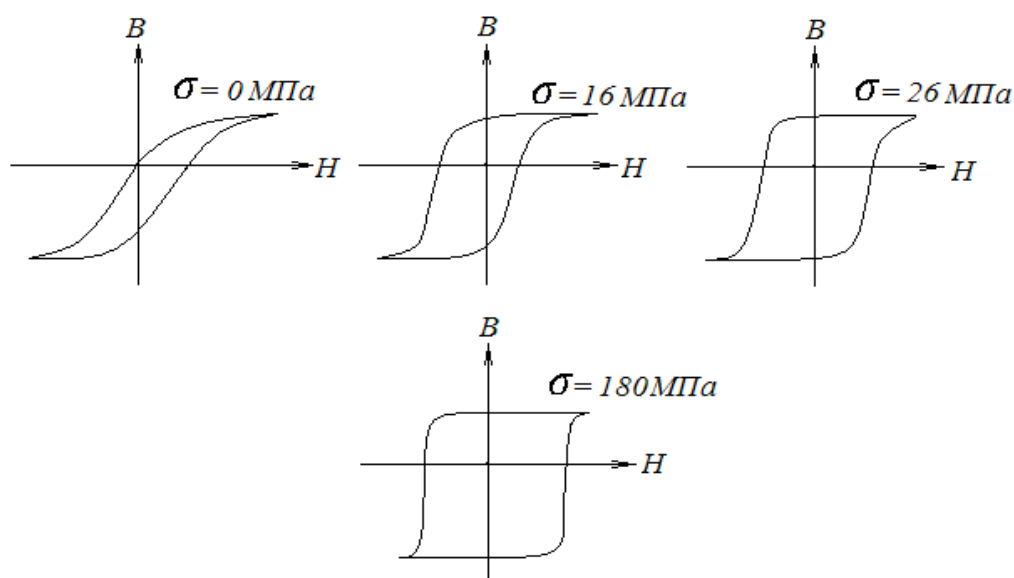 B
σ = 0 МПа
H
B
σ = 16 МПа
H
B
σ = 26 МПа
H
B
σ = 180 МПа
H